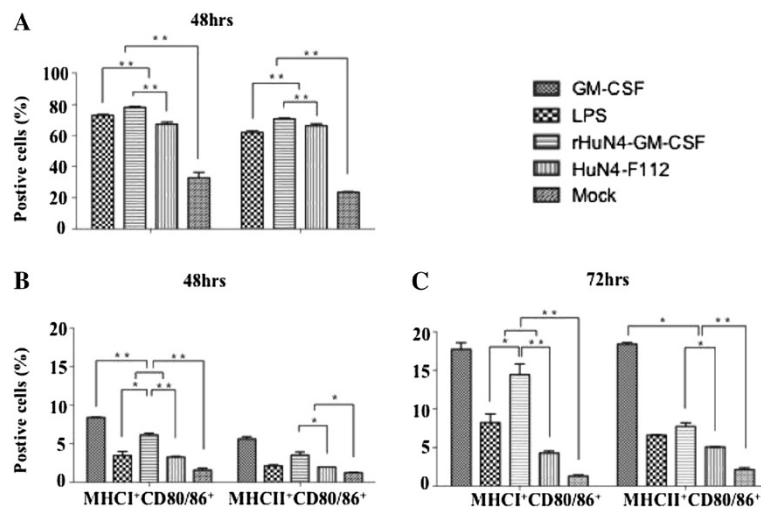 A
48hrs
**
**
**
**
**
**
Postive cells (%)
100
80
60
40
20
0
GM-CSF
LPS
rHuN4-GM-CSF
HuN4-F112
Mock
B
48hrs
**
**
*
**
*
*
Postive cells (%)
20
15
10
5
0
MHCI+CD80/86+
MHCII+CD80/86+
C
72hrs
**
*
**
*
**
*
20
15
10
5
0
MHCI+CD80/86+
MHCII+CD80/86+